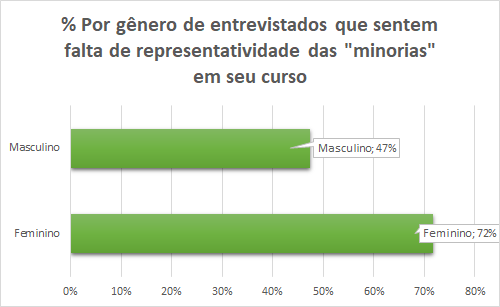 % Por gênero de entrevistados que sentem
falta de representatividade das "minorias"
em seu curso
Masculino
Masculino; 47%
Feminino
Feminino; 72%
0% 10% 20% 30% 40% 50% 60% 70% 80%